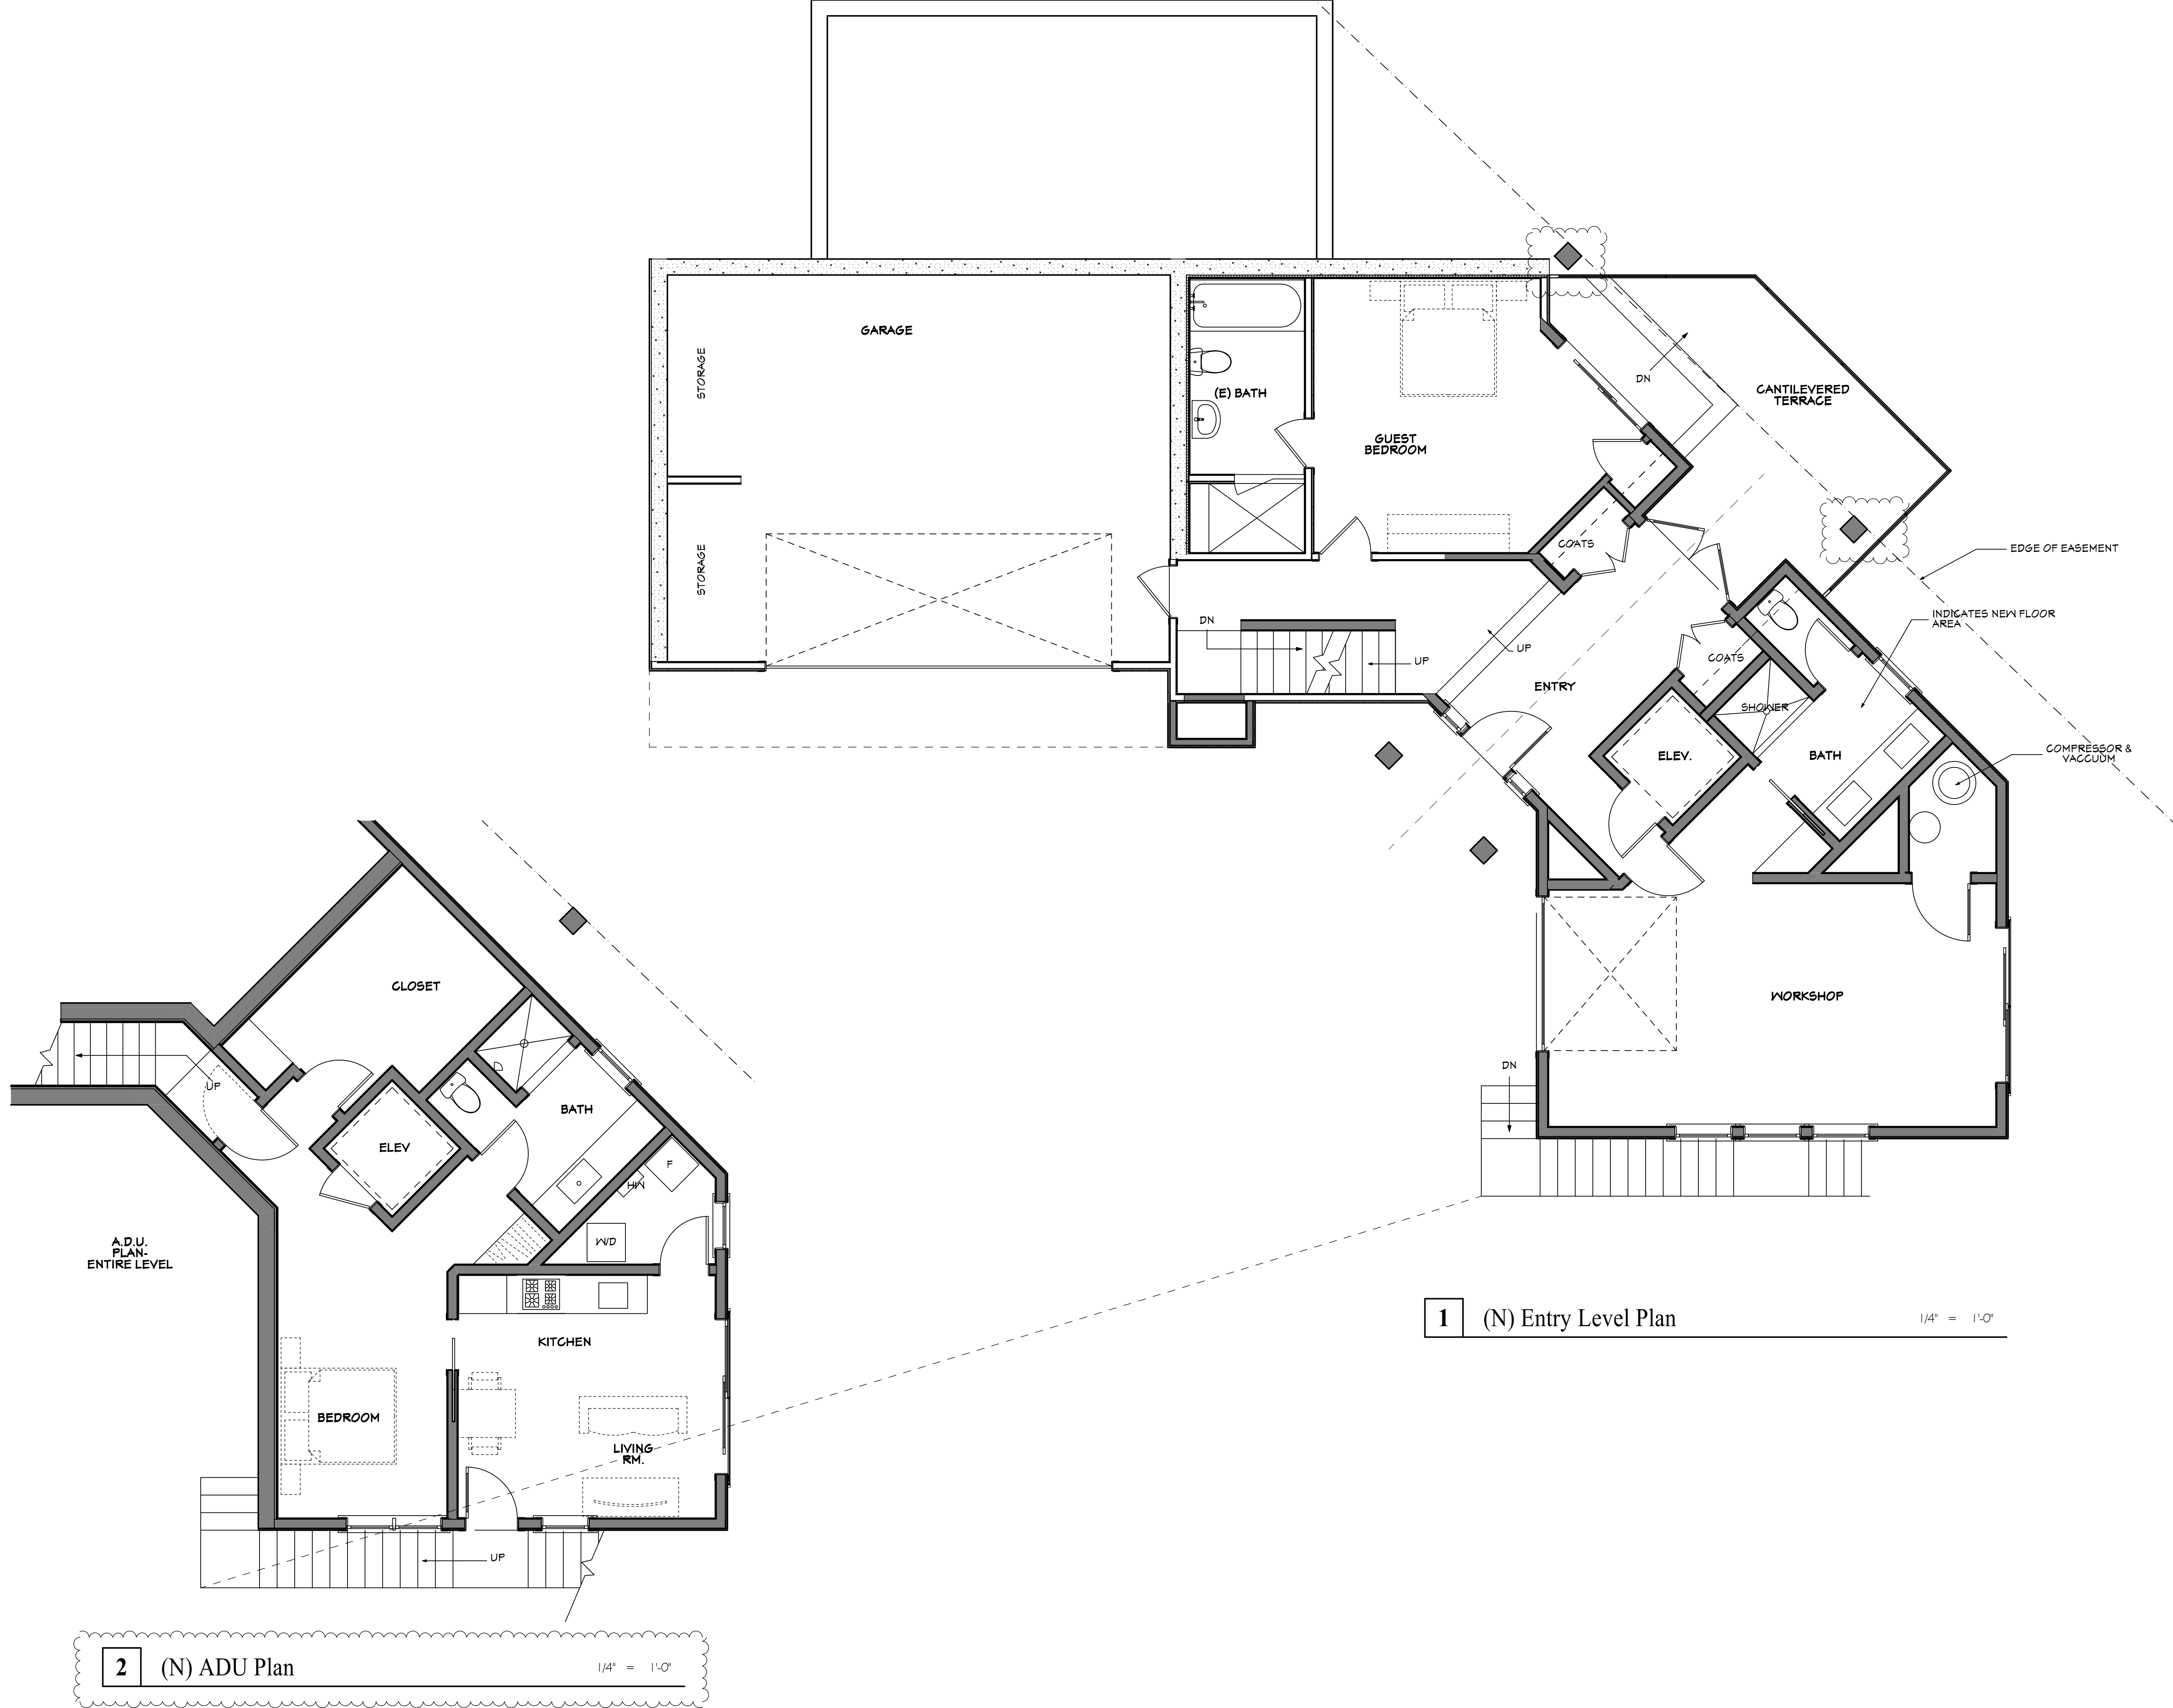 GARAGE
STORAGE
STORAGE
(E) BATH
GUEST
BEDROOM
DN
CANTILEVERED
TERRACE
COATS
EDGE OF EASEMENT
INDICATES NEW FLOOR
AREA
DN
UP
UP
COATS
ENTRY
SHOWER
ELEV.
BATH
COMPRESSOR &
VACCUUM
WORKSHOP
DN
1
(N) Entry Level Plan
1/4" = 1'-0"
CLOSET
UP
BATH
ELEV
F
HW
W/D
A.D.U.
PLAN-
ENTIRE LEVEL
KITCHEN
BEDROOM
LIVING
RM.
UP
2
(N) ADU Plan
1/4" = 1'-0"